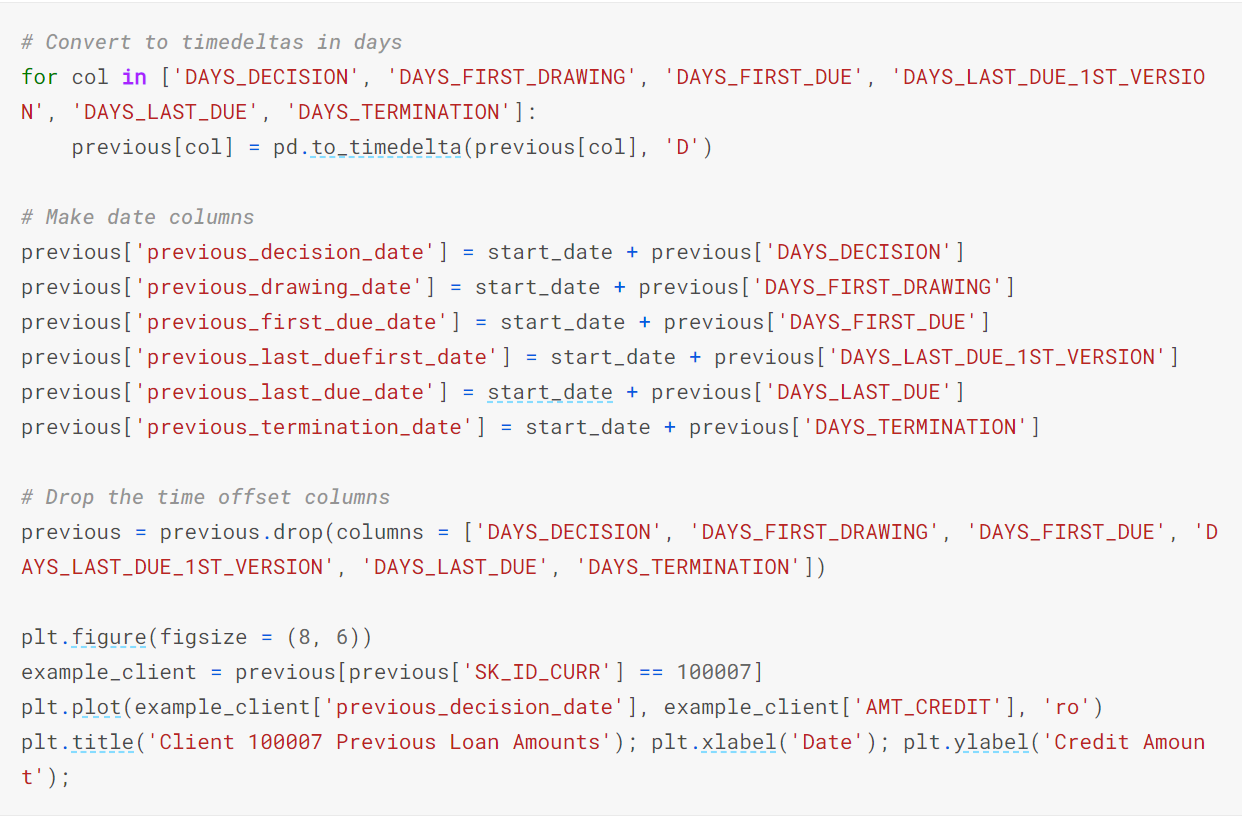 # Convert to timedeltas in days
for col in ['DAYS_DECISION', 'DAYS_FIRST_DRAWING', 'DAYS_FIRST_DUE', 'DAYS_LAST_DUE_1ST_VERSIO
N', 'DAYS_LAST_DUE', 'DAYS_TERMINATION']:
    previous[col] = pd.to_timedelta(previous[col], 'D')

# Make date columns
previous['previous_decision_date'] = start_date + previous['DAYS_DECISION']
previous['previous_drawing_date'] = start_date + previous['DAYS_FIRST_DRAWING']
previous['previous_first_due_date'] = start_date + previous['DAYS_FIRST_DUE']
previous['previous_last_duefirst_date'] = start_date + previous['DAYS_LAST_DUE_1ST_VERSION']
previous['previous_last_due_date'] = start_date + previous['DAYS_LAST_DUE']
previous['previous_termination_date'] = start_date + previous['DAYS_TERMINATION']

# Drop the time offset columns
previous = previous.drop(columns = ['DAYS_DECISION', 'DAYS_FIRST_DRAWING', 'DAYS_FIRST_DUE', 'D
AYS_LAST_DUE_1ST_VERSION', 'DAYS_LAST_DUE', 'DAYS_TERMINATION'])

plt.figure(figsize = (8, 6))
example_client = previous[previous['SK_ID_CURR'] == 100007]
plt.plot(example_client['previous_decision_date'], example_client['AMT_CREDIT'], 'ro')
plt.title('Client 100007 Previous Loan Amounts'); plt.xlabel('Date'); plt.ylabel('Credit Amoun
t');